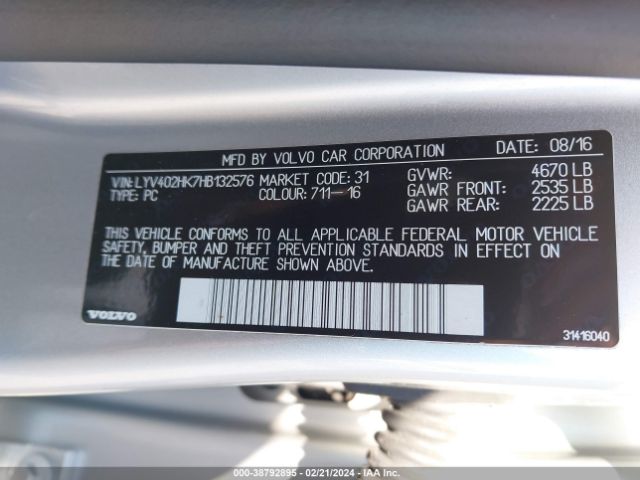 MFD BY VOLVO CAR CORPORATION DATE: 08/16
VIN: LYV402HK7HB132576 MARKET CODE: 31 GVWR: 4670 LB
TYPE: PC COLOUR: 711-16 GAWR FRONT: 2535 LB
GAWR REAR: 2225 LB
THIS VEHICLE CONFORMS TO ALL APPLICABLE FEDERAL MOTOR VEHICLE
SAFETY, BUMPER AND THEFT PREVENTION STANDARDS IN EFFECT ON
THE DATE OF MANUFACTURE SHOWN ABOVE.
VOLVO 31416040
000-38792895 - 02/21/2024 - IAAI.COM